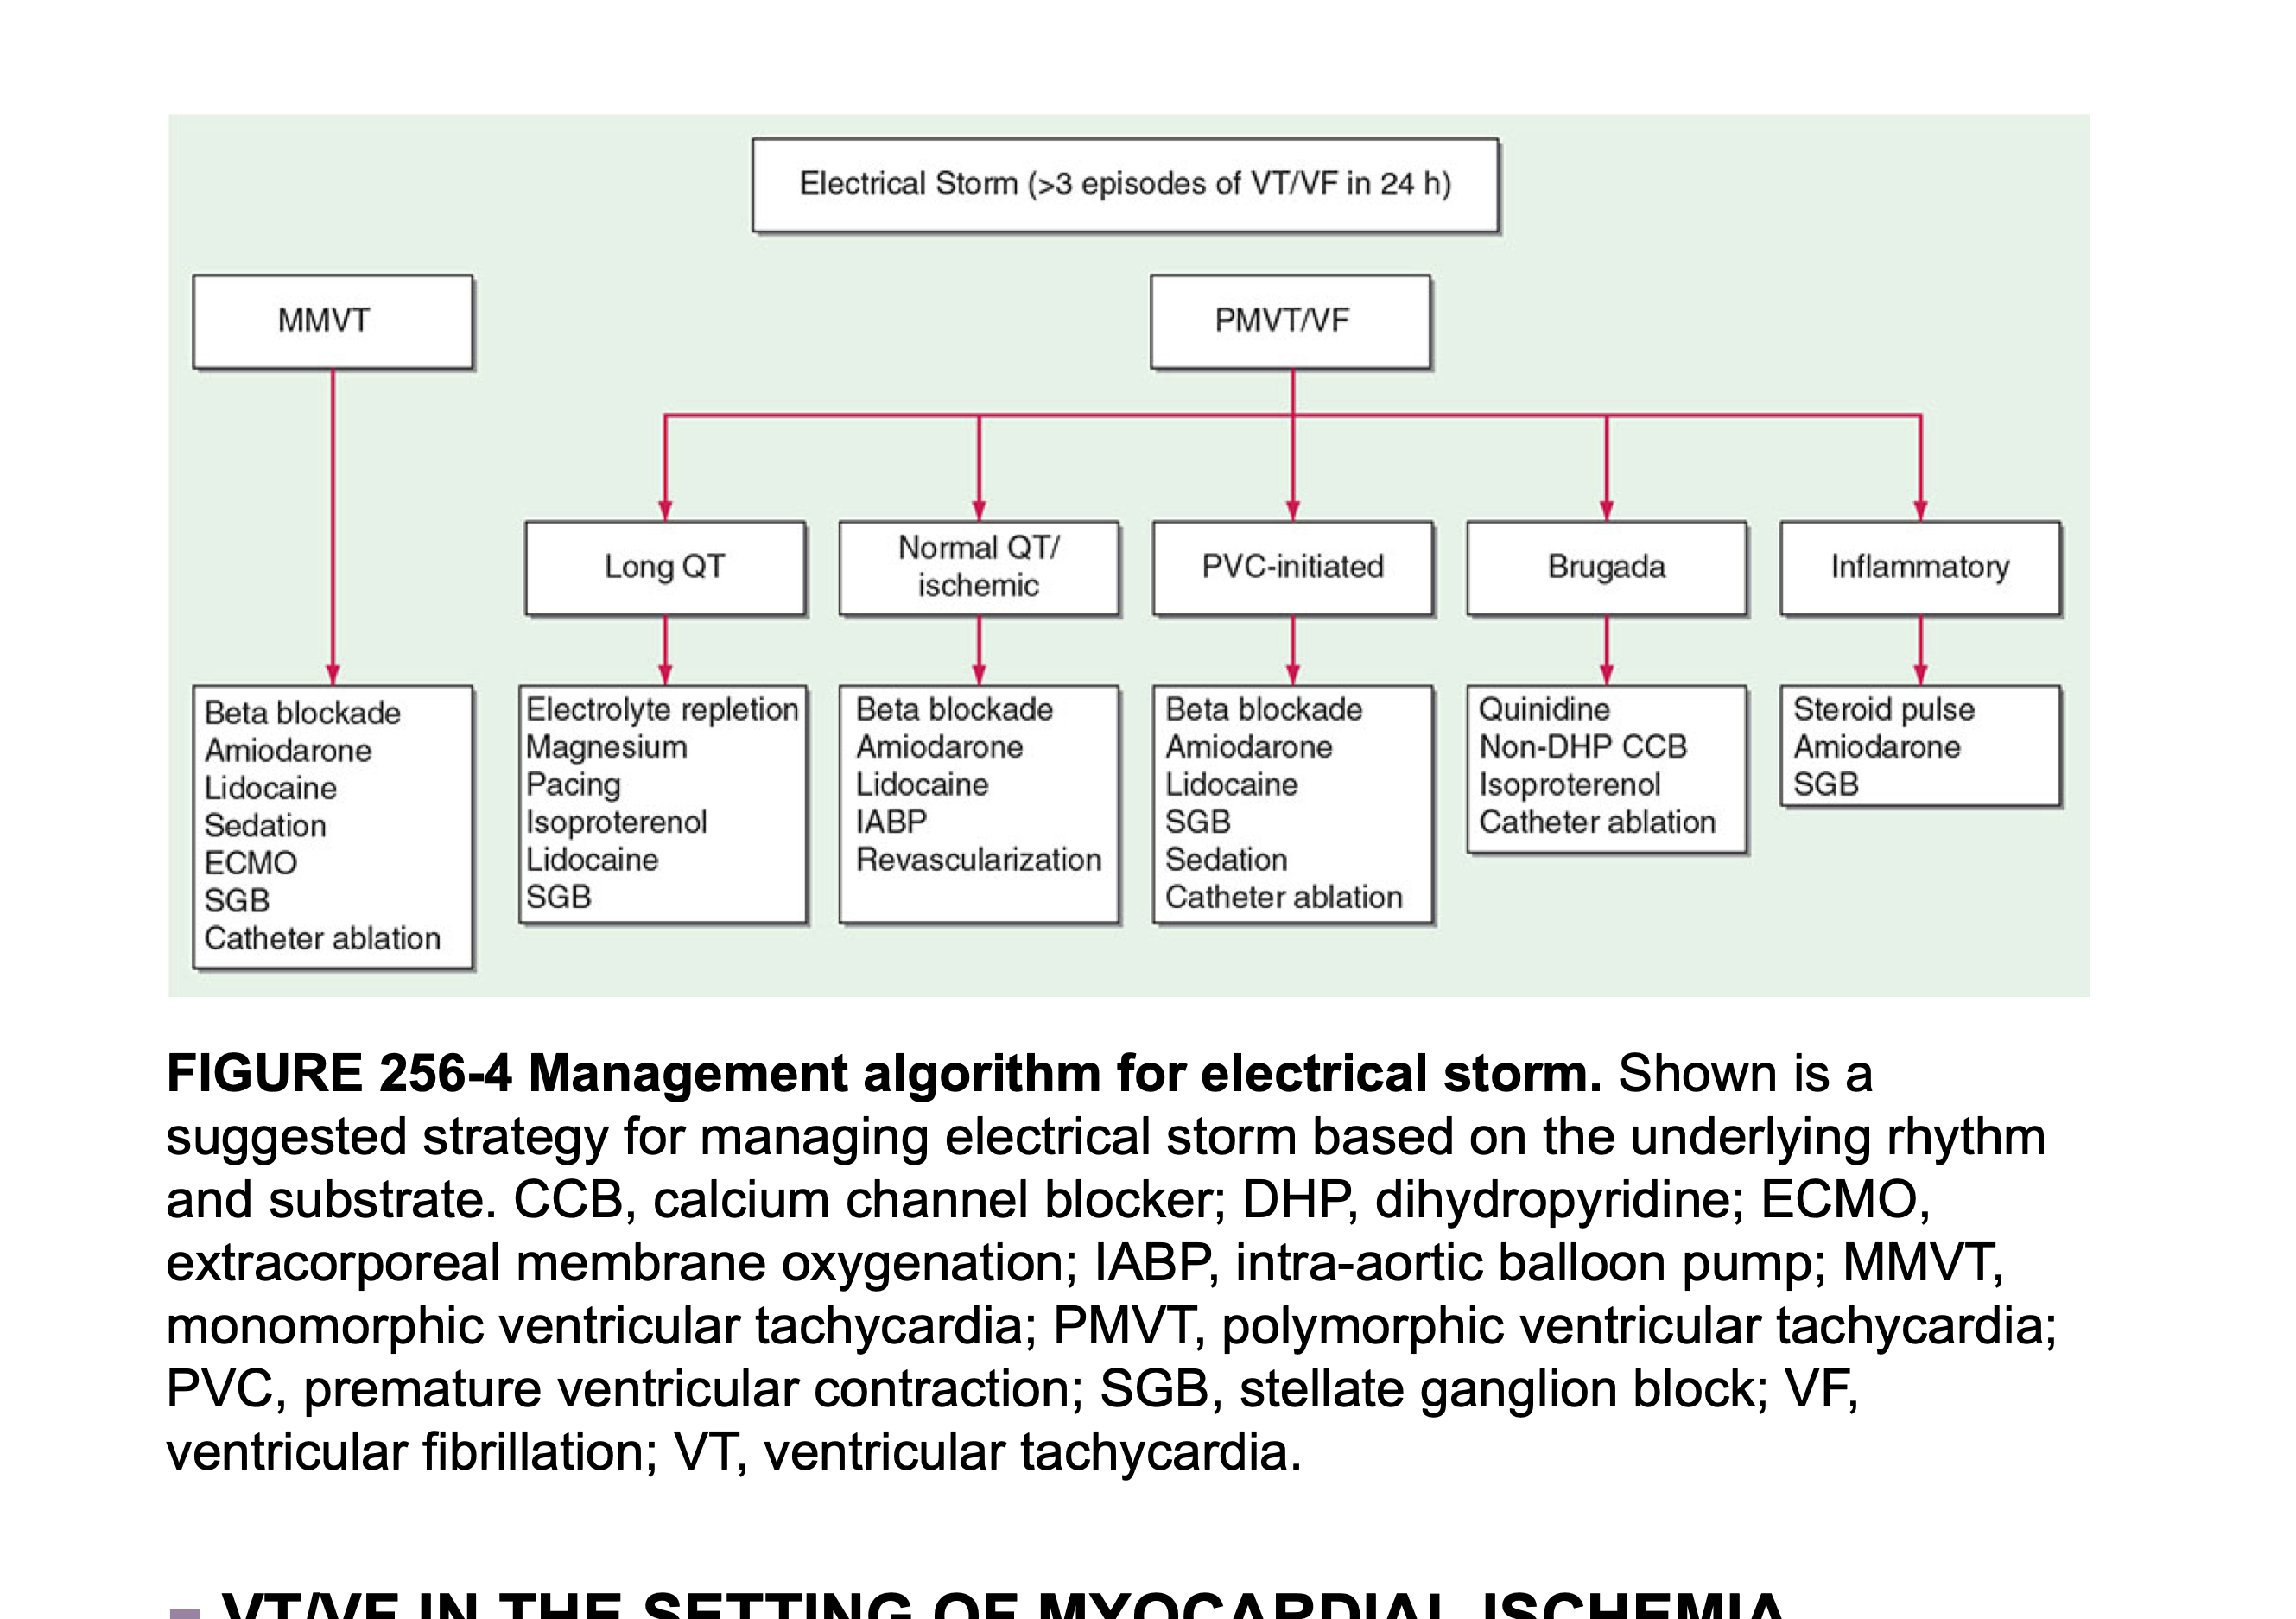 Electrical Storm (>3 episodes of VT/VF in 24 h)
MMVT
PMVT/VF
Long QT
Normal QT/
ischemic
PVC-initiated
Brugada
Inflammatory
Beta blockade
Amiodarone
Lidocaine
Sedation
ECMO
SGB
Catheter ablation
Electrolyte repletion
Magnesium
Pacing
Isoproterenol
Lidocaine
SGB
Beta blockade
Amiodarone
Lidocaine
IABP
Revascularization
Beta blockade
Amiodarone
Lidocaine
SGB
Sedation
Catheter ablation
Quinidine
Non-DHP CCB
Isoproterenol
Catheter ablation
Steroid pulse
Amiodarone
SGB
FIGURE 256-4 Management algorithm for electrical storm. Shown is a
suggested strategy for managing electrical storm based on the underlying rhythm
and substrate. CCB, calcium channel blocker; DHP, dihydropyridine; ECMO,
extracorporeal membrane oxygenation; IABP, intra-aortic balloon pump; MMVT,
monomorphic ventricular tachycardia; PMVT, polymorphic ventricular tachycardia;
PVC, premature ventricular contraction; SGB, stellate ganglion block; VF,
ventricular fibrillation; VT, ventricular tachycardia.
VT/VF IN THE SETTING OF MYOCARDIAL ISCHEMIA